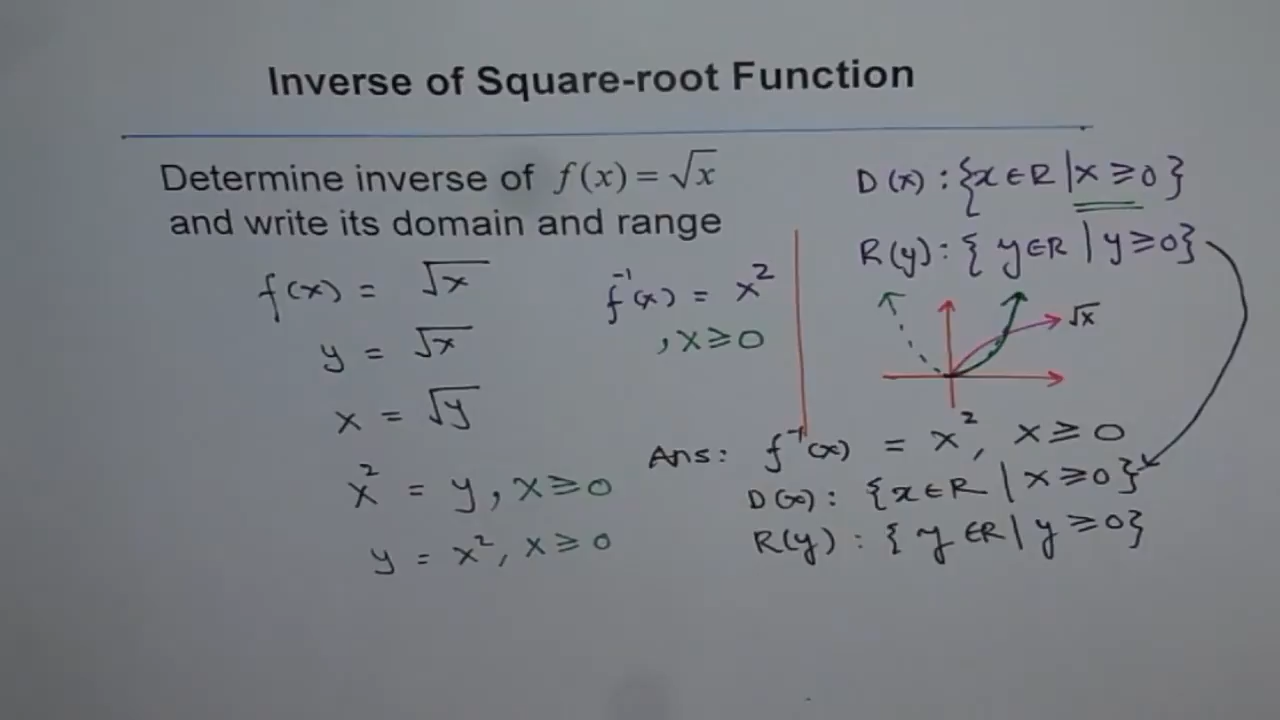 Inverse of Square-root Function
Determine inverse of f(x) = √x
and write its domain and range
f(x) = √x
y = √x
x = √y
x² = y, x ≥ 0
y = x², x ≥ 0
f⁻¹(x) = x²
, x ≥ 0
D(x) : {x ∈ R | x ≥ 0}
R(y) : { y ∈ R | y ≥ 0}
√x
Ans: f⁻¹(x) = x², x ≥ 0
D(x) : {x ∈ R | x ≥ 0}
R(y) : { y ∈ R | y ≥ 0}